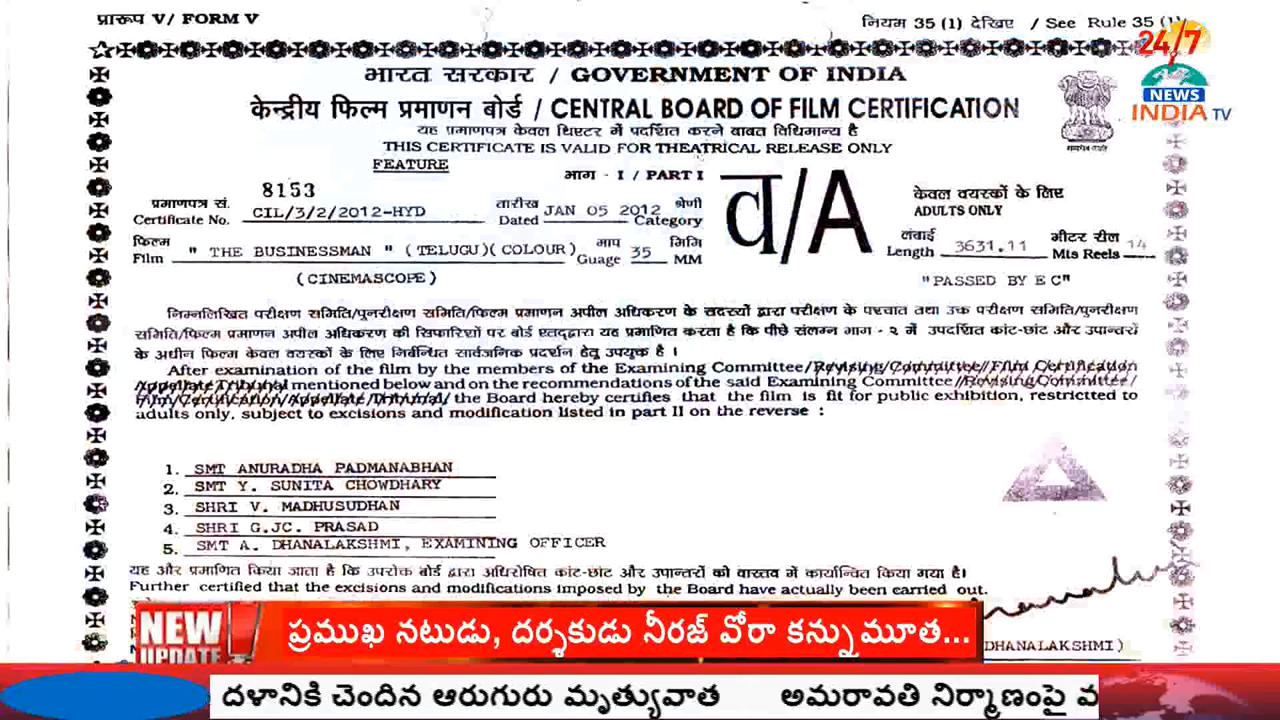 प्रारूप V/ FORM V
नियम 35 (1) देखिए / See Rule 35 (1)
24/7
NEWS
INDIA TV
भारत सरकार / GOVERNMENT OF INDIA
केन्द्रीय फिल्म प्रमाणन बोर्ड / CENTRAL BOARD OF FILM CERTIFICATION
यह प्रमाणपत्र केवल थिएटर में प्रदर्शित करने बाबत विधिमान्य है
THIS CERTIFICATE IS VALID FOR THEATRICAL RELEASE ONLY
FEATURE
भाग - I / PART I
व/A
केवल वयस्कों के लिए
ADULTS ONLY
8153
प्रमाणपत्र सं. तारीख श्रेणी
Certificate No. CIL/3/2/2012-HYD Dated JAN 05 2012 Category
फिल्म माप मिमि
Film " THE BUSINESSMAN " (TELUGU)(COLOUR) Guage 35 MM
लंबाई मीटर रील
Length 3631.11 Mts Reels 14
(CINEMASCOPE)
"PASSED BY E C"
निम्नलिखित परीक्षण समिति/पुनरीक्षण समिति/फिल्म प्रमाणन अपील अधिकरण के सदस्यों द्वारा परीक्षण के पश्चात तथा उक्त परीक्षण समिति/पुनरीक्षण
समिति/फिल्म प्रमाणन अपील अधिकरण की सिफारिशों पर बोर्ड एतद्द्वारा यह प्रमाणित करता है कि पीछे संलग्न भाग - २ में उपदर्शित कांट-छांट और उपान्तरों
के अधीन फिल्म केवल वयस्कों के लिए निर्बन्धित सार्वजनिक प्रदर्शन हेतु उपयुक्त है ।
After examination of the film by the members of the Examining Committee/Revising/Committee/Film Certification
Appellate Tribunal mentioned below and on the recommendations of the said Examining Committee/Revising/Committee/
Film/Certification/Appellate/Tribunal, the Board hereby certifies that the film is fit for public exhibition, restrictted to
adults only, subject to excisions and modification listed in part II on the reverse :
1. SMT ANURADHA PADMANABHAN
2. SMT Y. SUNITA CHOWDHARY
3. SHRI V. MADHUSUDHAN
4. SHRI G.JC. PRASAD
5. SMT A. DHANALAKSHMI, EXAMINING OFFICER
यह और प्रमाणित किया जाता है कि उपरोक्त बोर्ड द्वारा अधिरोपित कांट-छांट और उपान्तरों को वास्तव में कार्यान्वित किया गया है।
Further certified that the excisions and modifications imposed by the Board have actually been carried out.
DHANALAKSHMI)
NEW UPDATE !
ప్రముఖ నటుడు, దర్శకుడు నీరజ్ వోరా కన్నుమూత...
దళానికి చెందిన ఆరుగురు మృత్యువాత అమరావతి నిర్మాణంపై వ